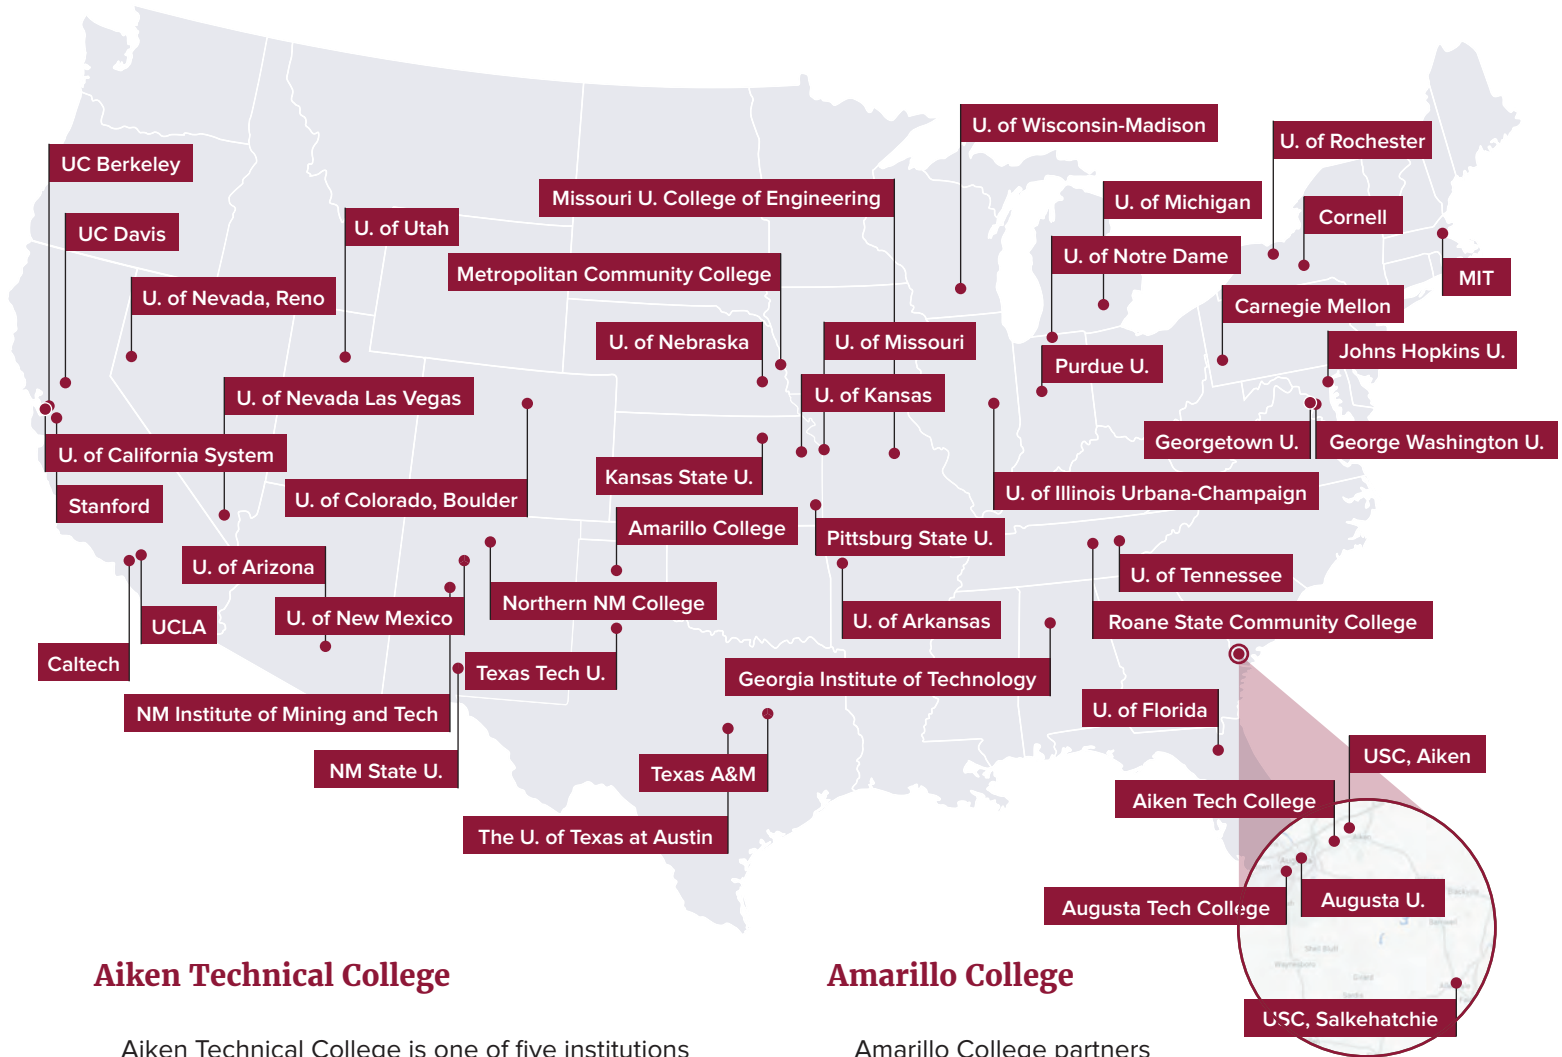 U. of Wisconsin-Madison
U. of Rochester
UC Berkeley
Missouri U. College of Engineering
U. of Michigan
Cornell
U. of Utah
UC Davis
U. of Notre Dame
Metropolitan Community College
MIT
U. of Nevada, Reno
Carnegie Mellon
U. of Nebraska
U. of Missouri
Johns Hopkins U.
Purdue U.
U. of Nevada Las Vegas
U. of Kansas
Georgetown U.
George Washington U.
U. of California System
Kansas State U.
U. of Illinois Urbana-Champaign
U. of Colorado, Boulder
Stanford
Amarillo College
Pittsburg State U.
U. of Arizona
U. of Tennessee
Northern NM College
U. of New Mexico
UCLA
U. of Arkansas
Roane State Community College
Caltech
Texas Tech U.
Georgia Institute of Technology
NM Institute of Mining and Tech
U. of Florida
USC, Aiken
NM State U.
Texas A&M
Aiken Tech College
The U. of Texas at Austin
Aiken
Augusta U.
Augusta Tech College
Shell Bluff
Waynesboro
Girard
USC, Salkehatchie
Aiken Technical College
Amarillo College
Aiken Technical College is one of five institutions
Amarillo College partners